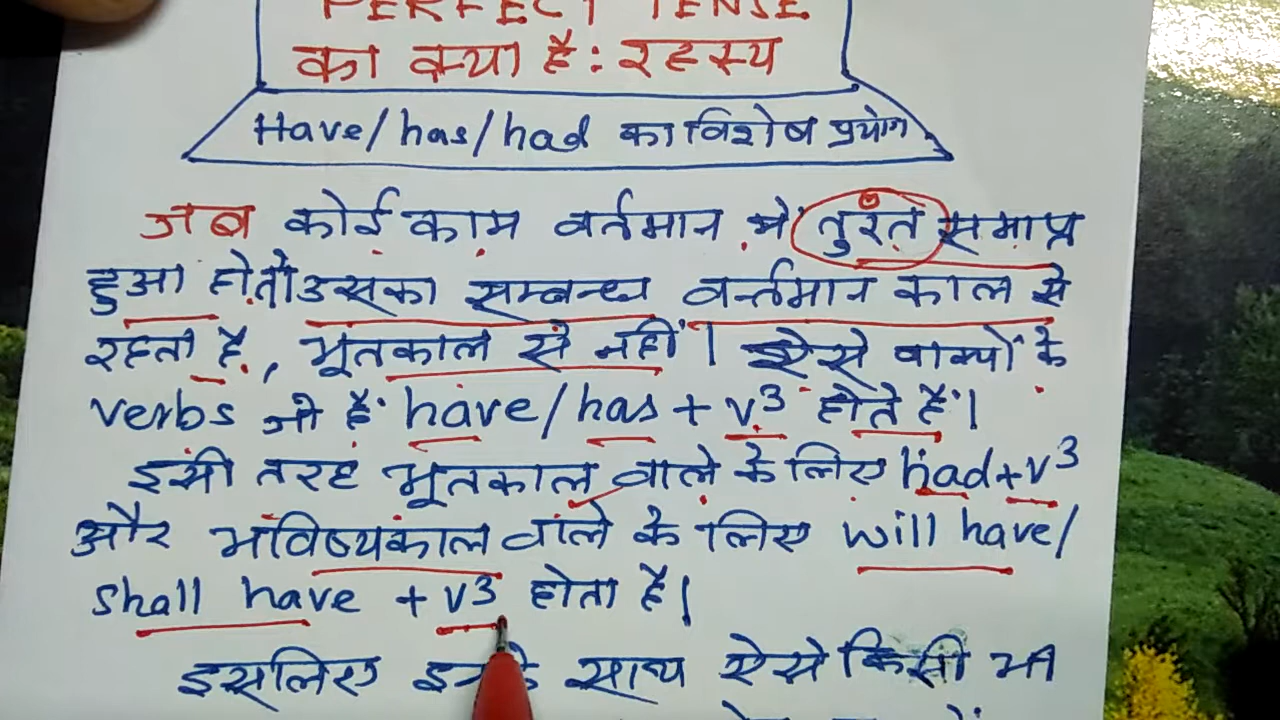 PERFECT TENSE
का क्या है: रहस्य
Have/has/had का विशेष प्रयोग
जब कोई काम वर्तमान में तुरंत समाप्त
हुआ हो तो उसका सम्बन्ध वर्तमान काल से
रहता है, भूतकाल से नहीं। ऐसे वाक्यों के
verbs जो हैं have/has + v3 होते हैं।
इसी तरह भूतकाल वाले के लिए had+v3
और भविष्यकाल वाले के लिए will have/
shall have + v3 होता है।
इसलिए साथ ऐसे किसी भी